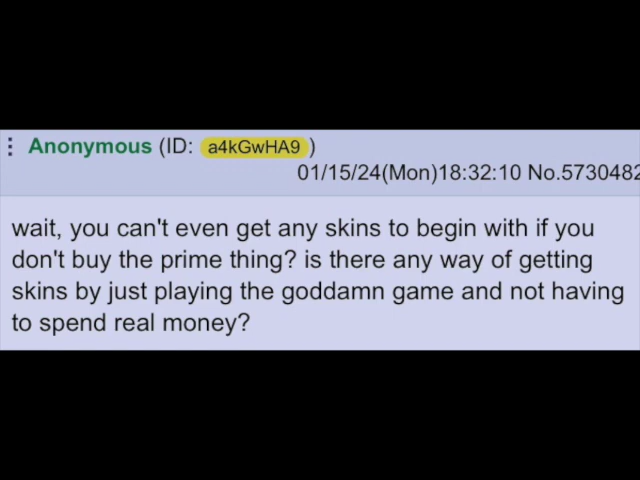 Anonymous (ID: a4kGwHA9)
01/15/24(Mon)18:32:10 No.5730482
wait, you can't even get any skins to begin with if you
don't buy the prime thing? is there any way of getting
skins by just playing the goddamn game and not having
to spend real money?